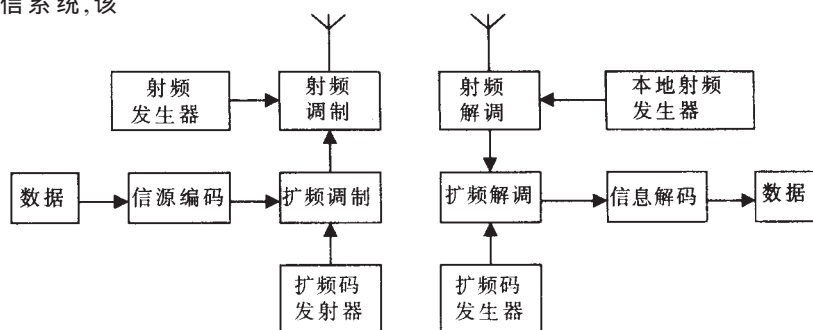 信系统,该
射频
发生器
射频
调制
射频
解调
本地射频
发生器
数据
信源编码
扩频调制
扩频解调
信息解码
数据
扩频码
发射器
扩频码
发生器